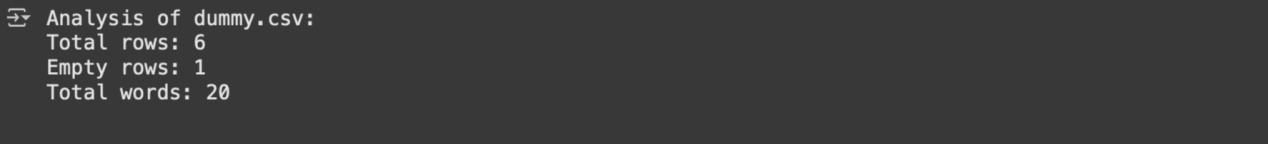 Analysis of dummy.csv:
Total rows: 6
Empty rows: 1
Total words: 20